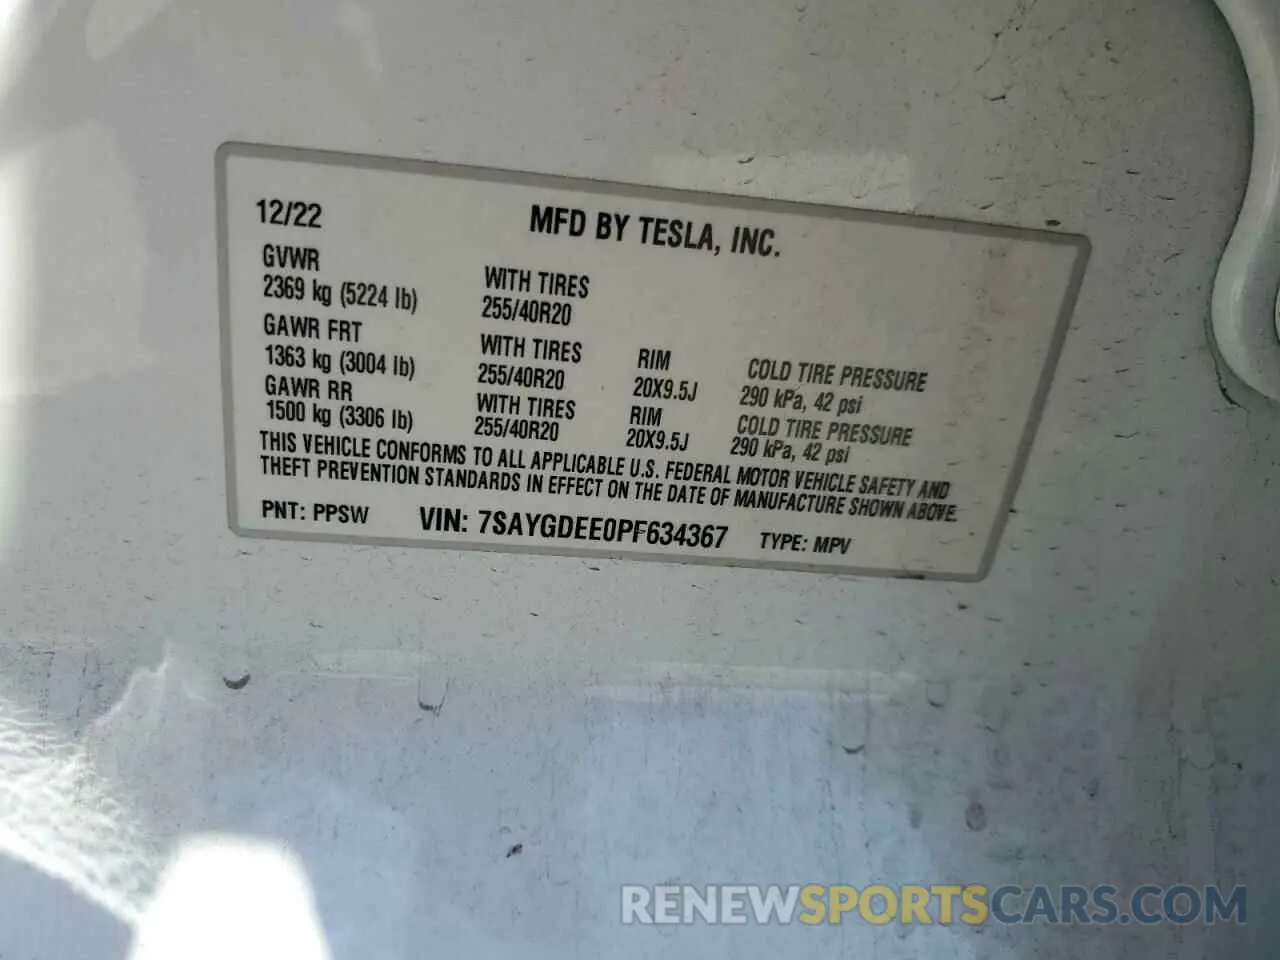 12/22 MFD BY TESLA, INC.
GVWR WITH TIRES
2369 kg (5224 lb) 255/40R20
GAWR FRT WITH TIRES RIM COLD TIRE PRESSURE
1363 kg (3004 lb) 255/40R20 20X9.5J 290 kPa, 42 psi
GAWR RR WITH TIRES RIM COLD TIRE PRESSURE
1500 kg (3306 lb) 255/40R20 20X9.5J 290 kPa, 42 psi
THIS VEHICLE CONFORMS TO ALL APPLICABLE U.S. FEDERAL MOTOR VEHICLE SAFETY AND
THEFT PREVENTION STANDARDS IN EFFECT ON THE DATE OF MANUFACTURE SHOWN ABOVE.
PNT: PPSW VIN: 7SAYGDEE0PF634367 TYPE: MPV
RENEWSPORTSCARS.COM